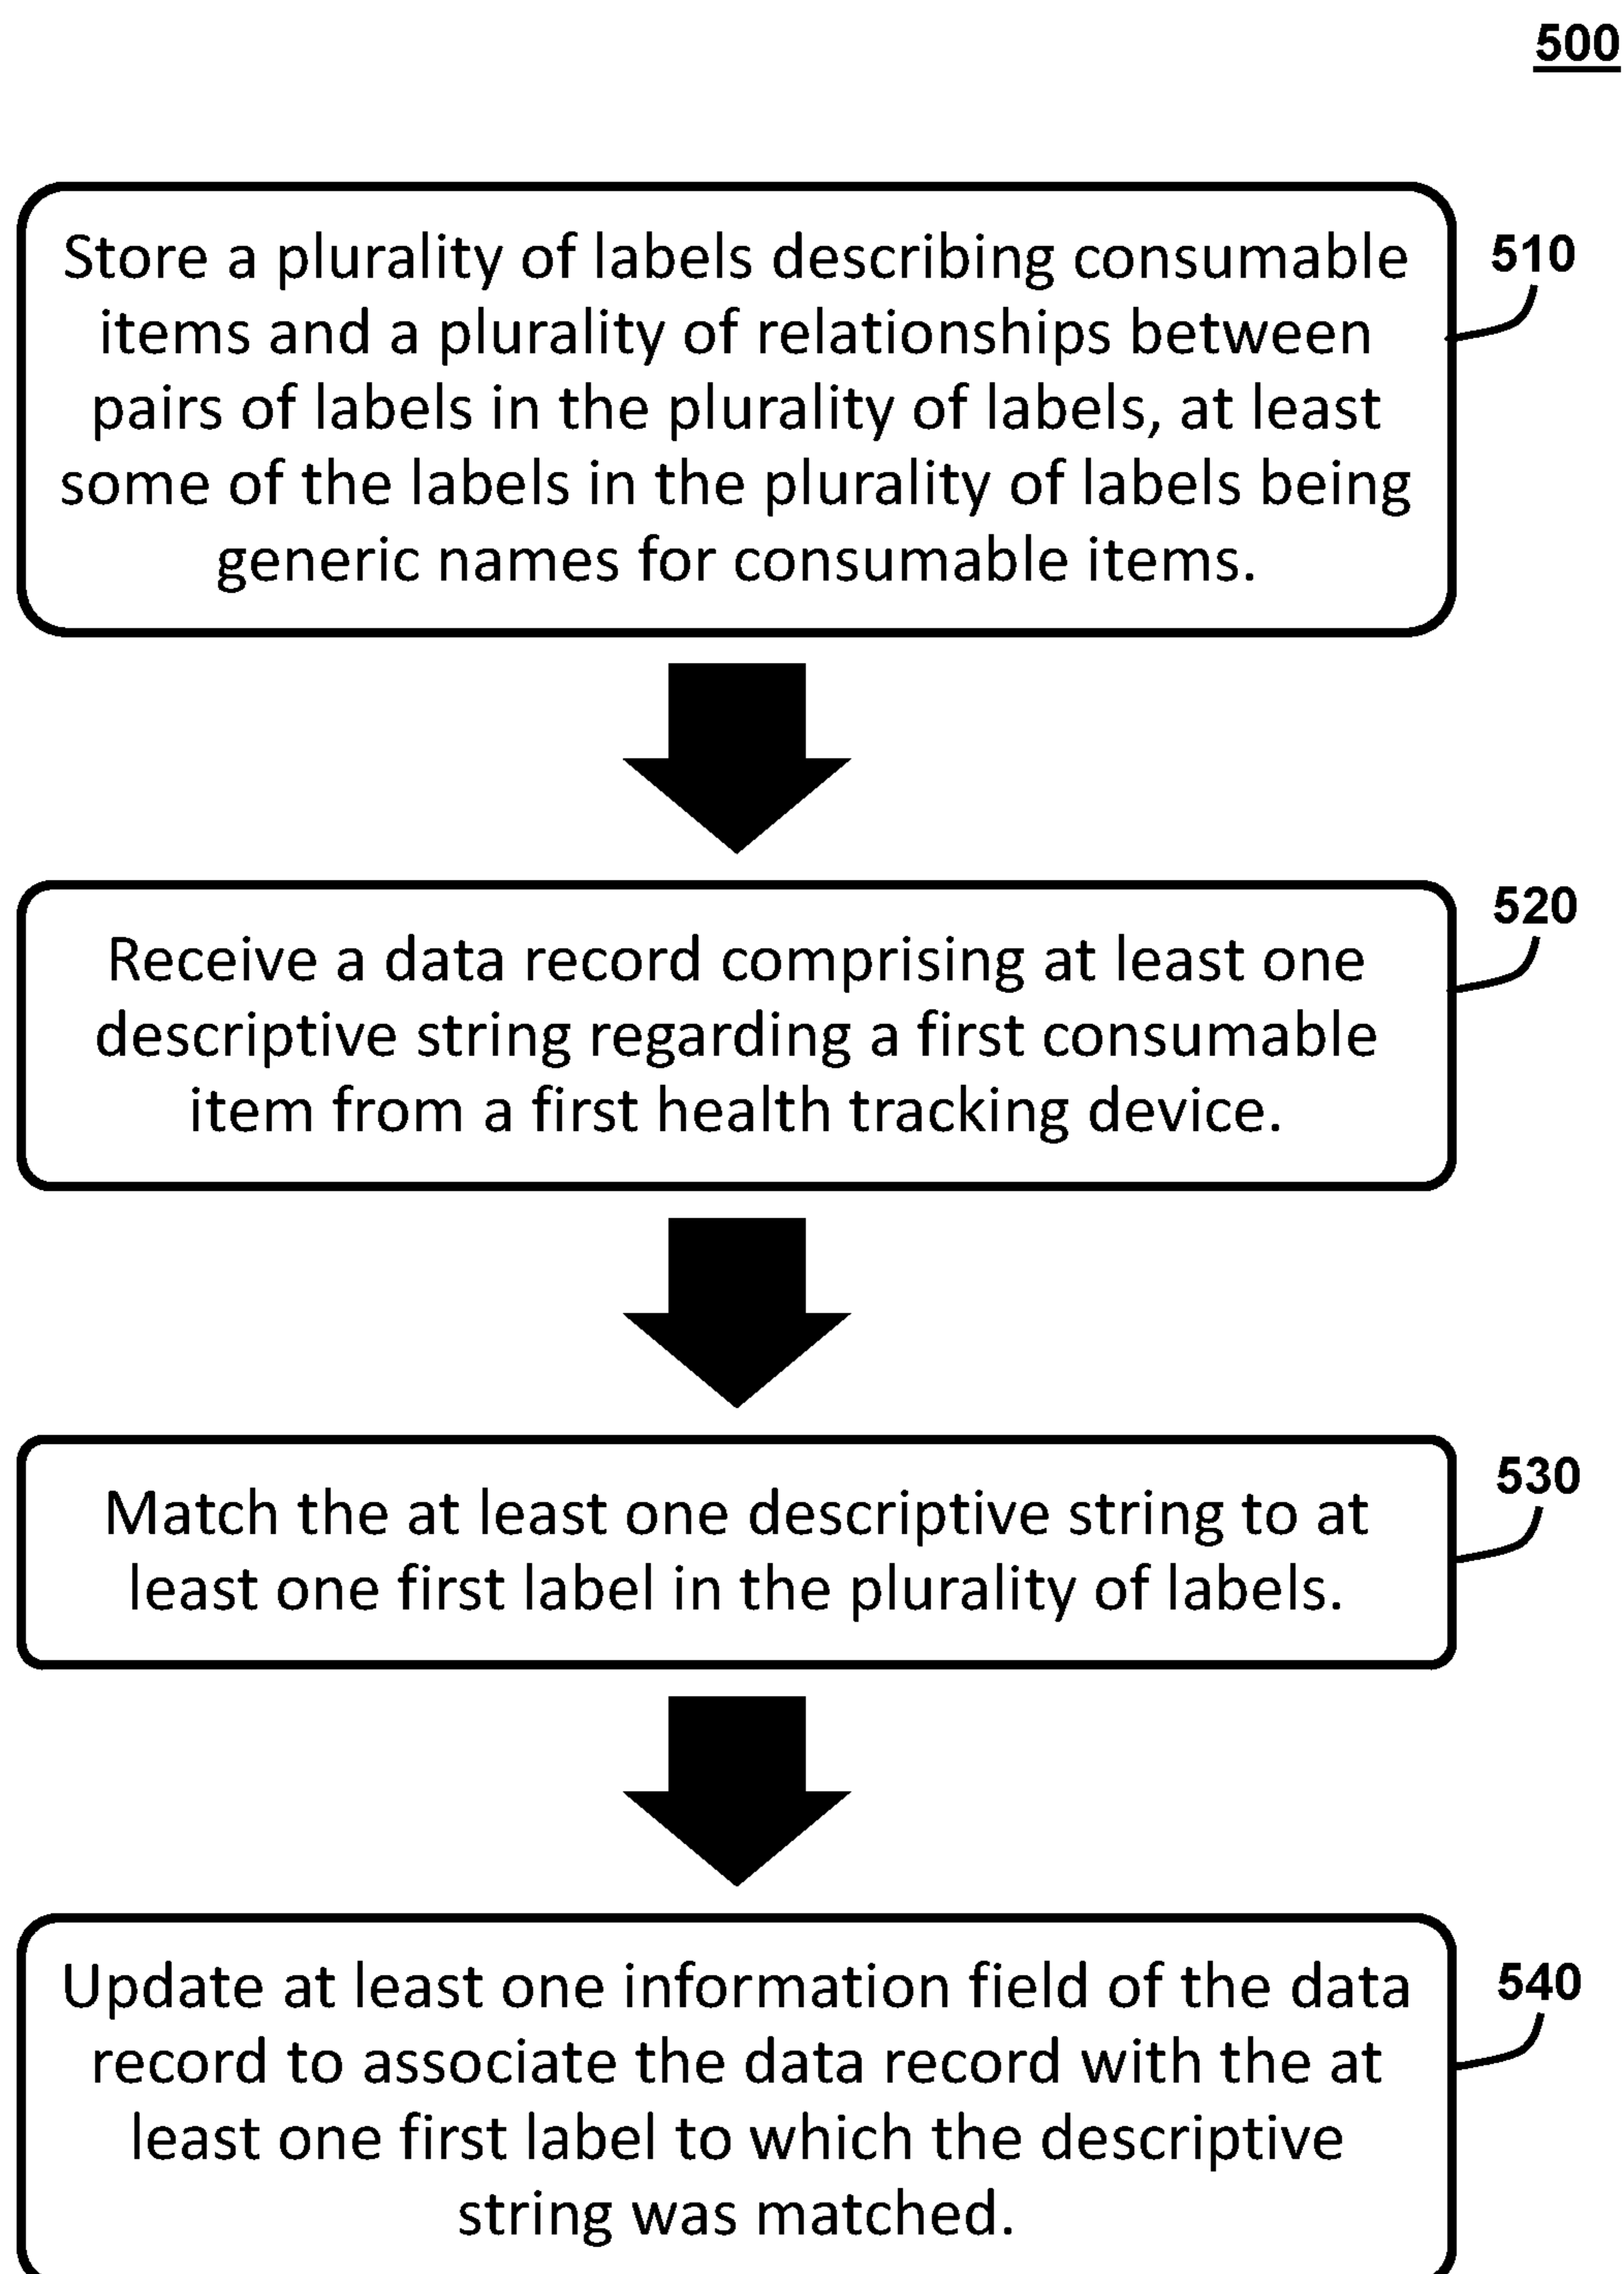 500
Store a plurality of labels describing consumable
items and a plurality of relationships between
pairs of labels in the plurality of labels, at least
some of the labels in the plurality of labels being
generic names for consumable items.
510
Receive a data record comprising at least one
descriptive string regarding a first consumable
item from a first health tracking device.
520
Match the at least one descriptive string to at
least one first label in the plurality of labels.
530
Update at least one information field of the data
record to associate the data record with the at
least one first label to which the descriptive
string was matched.
540